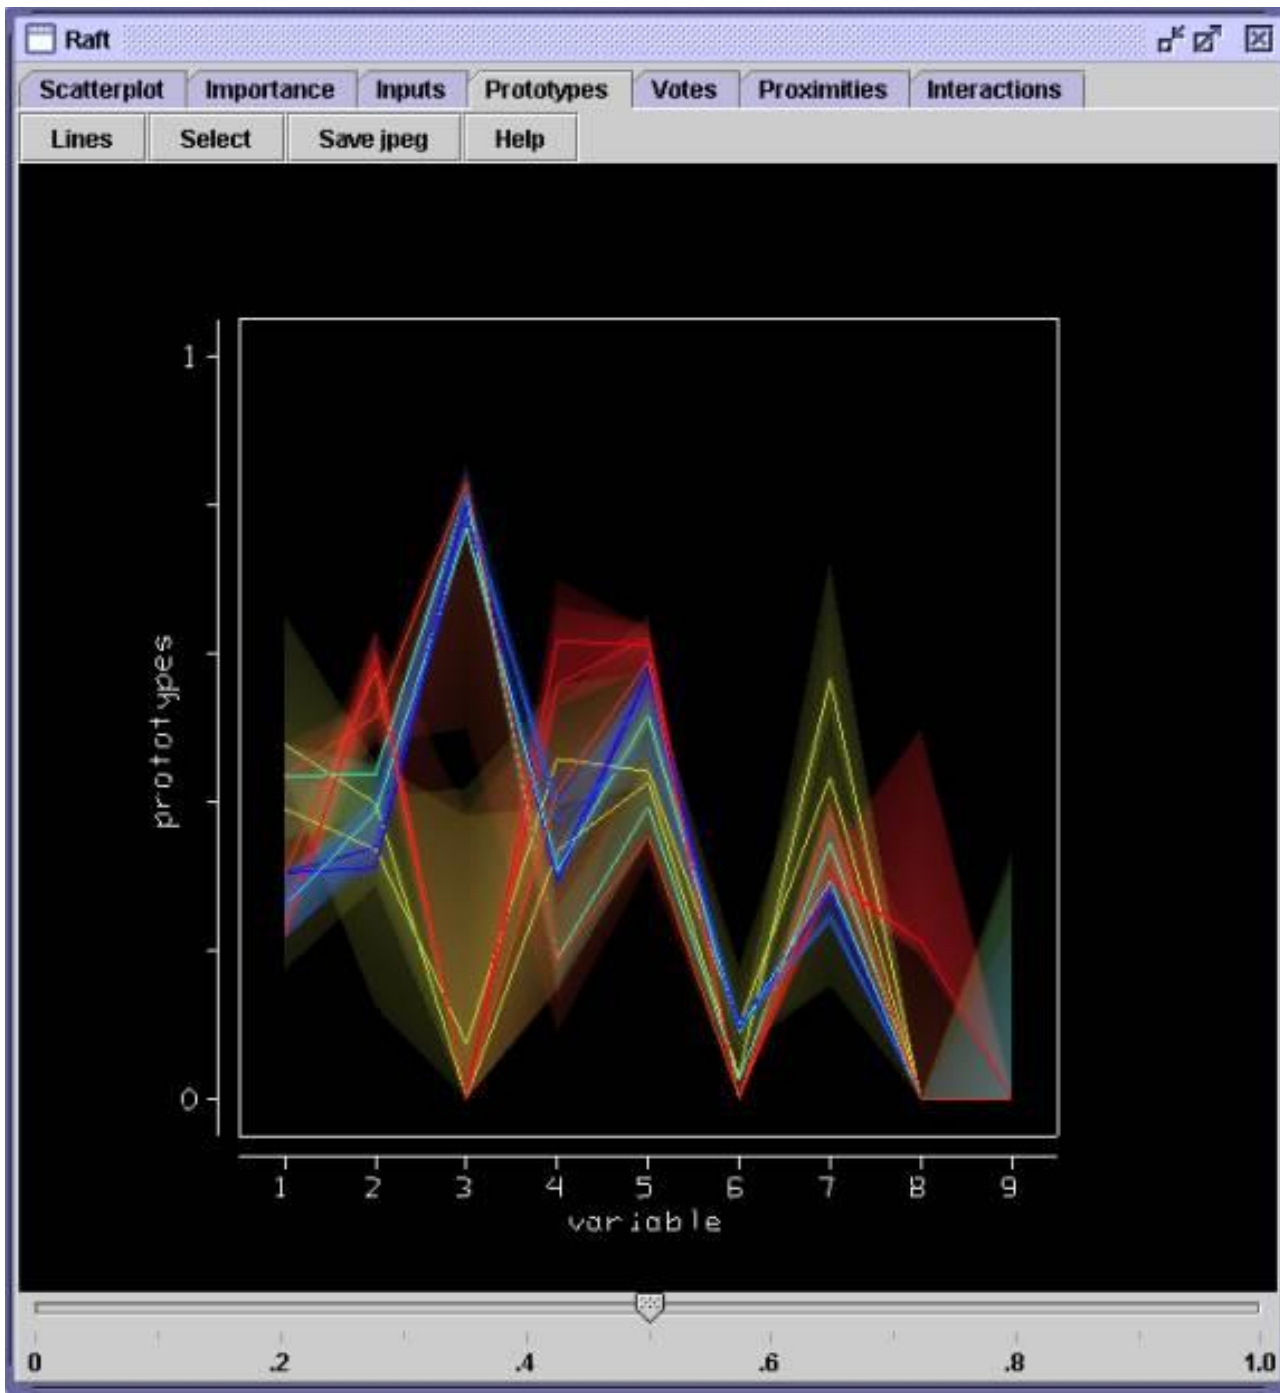 Raft
Scatterplot Importance Inputs Prototypes Votes Proximities Interactions
Lines Select Save jpeg Help
1
prototypes
0
1 2 3 4 5 6 7 8 9
variable
0 .2 .4 .6 .8 1.0